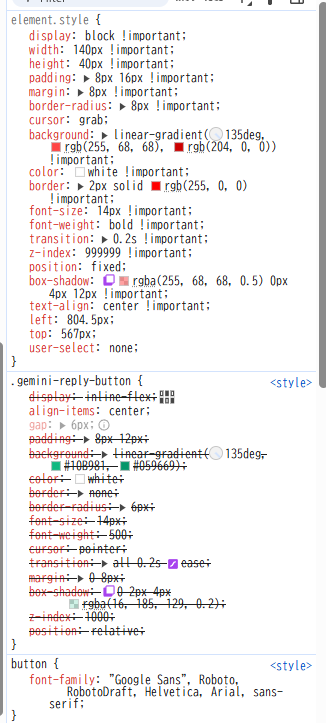 element.style {
display: block !important;
width: 140px !important;
height: 40px !important;
padding: 8px 16px !important;
margin: 8px !important;
border-radius: 8px !important;
cursor: grab;
background: linear-gradient( 135deg,
rgb(255, 68, 68), rgb(204, 0, 0))
!important;
color: white !important;
border: 2px solid rgb(255, 0, 0)
!important;
font-size: 14px !important;
font-weight: bold !important;
transition: 0.2s !important;
z-index: 999999 !important;
position: fixed;
box-shadow: rgba(255, 68, 68, 0.5) 0px
4px 12px !important;
text-align: center !important;
left: 804.5px;
top: 567px;
user-select: none;
}
.gemini-reply-button { <style>
display: inline-flex;
align-items: center;
gap: 6px;
padding: 8px 12px;
background: linear-gradient( 135deg,
#10B981, #059669);
color: white;
border: none;
border-radius: 6px;
font-size: 14px;
font-weight: 500;
cursor: pointer;
transition: all 0.2s ease;
margin: 0 8px;
box-shadow: 0 2px 4px
rgba(16, 185, 129, 0.2);
z-index: 1000;
position: relative;
}
button { <style>
font-family: "Google Sans", Roboto,
RobotoDraft, Helvetica, Arial, sans-
serif;
}